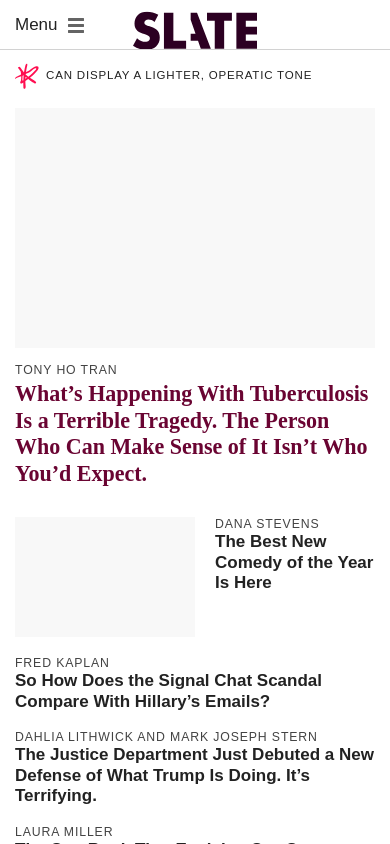 Menu
SLATE
CAN DISPLAY A LIGHTER, OPERATIC TONE
TONY HO TRAN
What’s Happening With Tuberculosis
Is a Terrible Tragedy. The Person
Who Can Make Sense of It Isn’t Who
You’d Expect.
DANA STEVENS
The Best New
Comedy of the Year
Is Here
FRED KAPLAN
So How Does the Signal Chat Scandal
Compare With Hillary’s Emails?
DAHLIA LITHWICK AND MARK JOSEPH STERN
The Justice Department Just Debuted a New
Defense of What Trump Is Doing. It’s
Terrifying.
LAURA MILLER